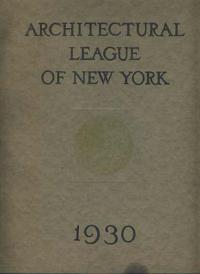 ARCHITECTURAL
LEAGUE
OF NEW YORK
1930